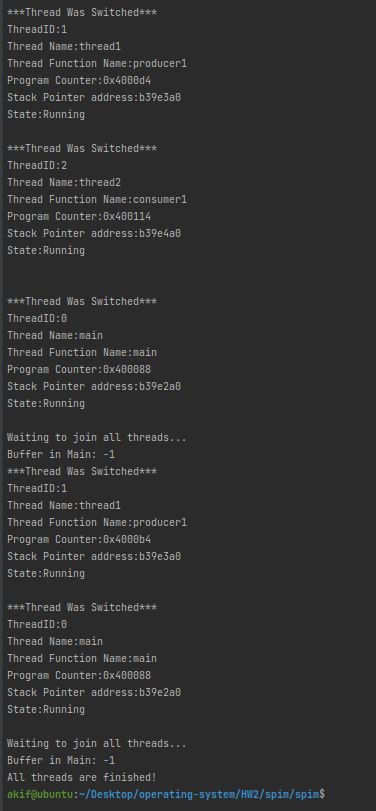 ***Thread Was Switched***
ThreadID:1
Thread Name:thread1
Thread Function Name:producer1
Program Counter:0x4000d4
Stack Pointer address:b39e3a0
State:Running
***Thread Was Switched***
ThreadID:2
Thread Name:thread2
Thread Function Name:consumer1
Program Counter:0x400114
Stack Pointer address:b39e4a0
State:Running
***Thread Was Switched***
ThreadID:0
Thread Name:main
Thread Function Name:main
Program Counter:0x400088
Stack Pointer address:b39e2a0
State:Running
Waiting to join all threads...
Buffer in Main: -1
***Thread Was Switched***
ThreadID:1
Thread Name:thread1
Thread Function Name:producer1
Program Counter:0x4000b4
Stack Pointer address:b39e3a0
State:Running
***Thread Was Switched***
ThreadID:0
Thread Name:main
Thread Function Name:main
Program Counter:0x400088
Stack Pointer address:b39e2a0
State:Running
Waiting to join all threads...
Buffer in Main: -1
All threads are finished!
akif@ubuntu:~/Desktop/operating-system/HW2/spim/spim$